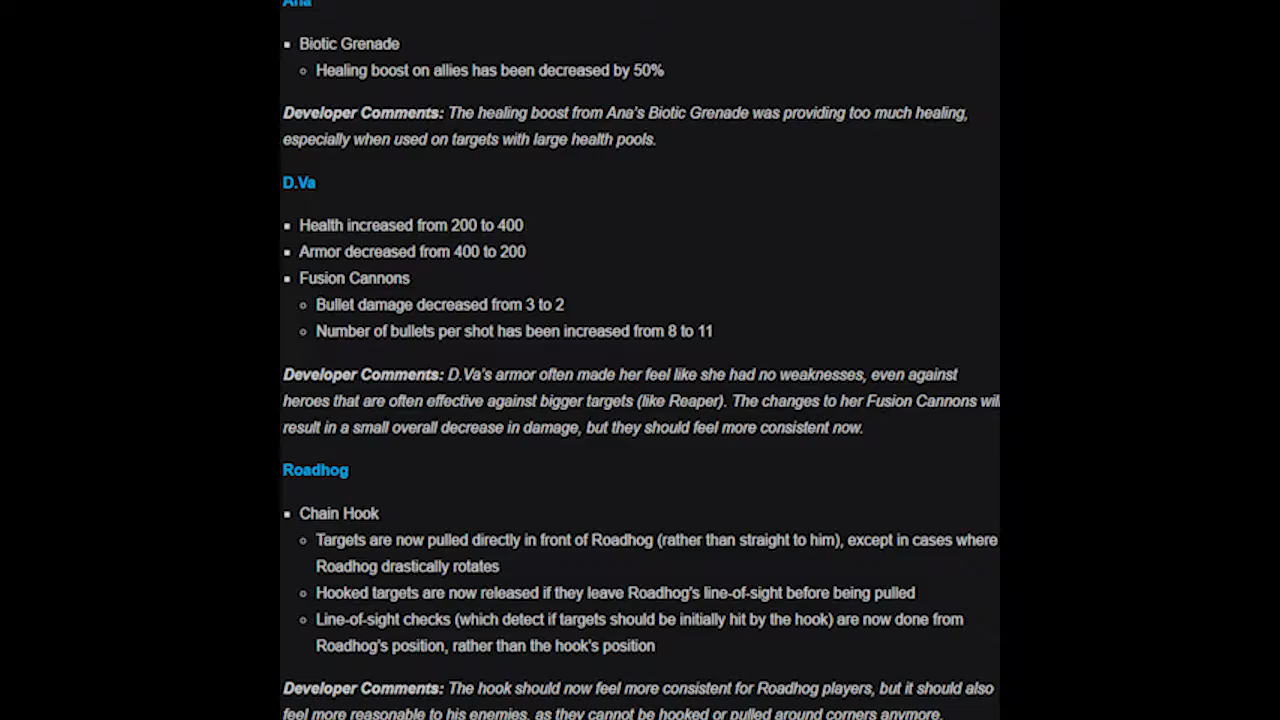 Ana
▪ Biotic Grenade
◦ Healing boost on allies has been decreased by 50%
Developer Comments: The healing boost from Ana's Biotic Grenade was providing too much healing,
especially when used on targets with large health pools.
D.Va
▪ Health increased from 200 to 400
▪ Armor decreased from 400 to 200
▪ Fusion Cannons
◦ Bullet damage decreased from 3 to 2
◦ Number of bullets per shot has been increased from 8 to 11
Developer Comments: D.Va's armor often made her feel like she had no weaknesses, even against
heroes that are often effective against bigger targets (like Reaper). The changes to her Fusion Cannons will
result in a small overall decrease in damage, but they should feel more consistent now.
Roadhog
▪ Chain Hook
◦ Targets are now pulled directly in front of Roadhog (rather than straight to him), except in cases where
Roadhog drastically rotates
◦ Hooked targets are now released if they leave Roadhog's line-of-sight before being pulled
◦ Line-of-sight checks (which detect if targets should be initially hit by the hook) are now done from
Roadhog's position, rather than the hook's position
Developer Comments: The hook should now feel more consistent for Roadhog players, but it should also
feel more reasonable to his enemies, as they cannot be hooked or pulled around corners anymore.